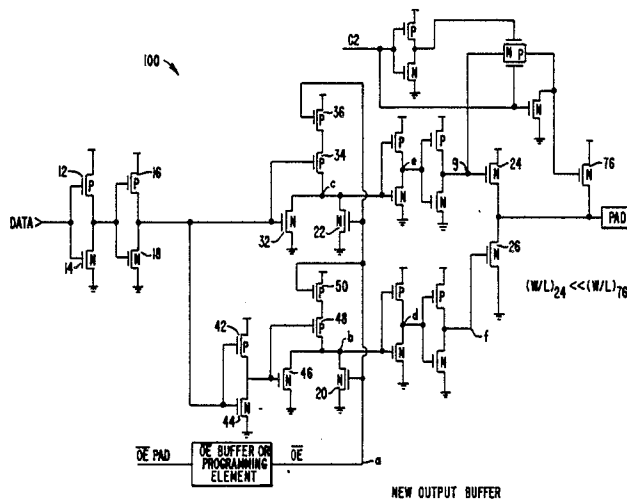 C2
P
N
N P
N
100
36
P
34
P
12
P
16
P
c
P
P
e
g
24
N
76
N
DATA
PAD
14
N
18
N
N
32
22
N
N
N
26
N
(W/L)24 <<(W/L)76
50
P
48
P
42
P
P
P
b
d
f
N
46
N
20
N
N
N
44
OE PAD
OE BUFFER OR
PROGRAMMING
ELEMENT
OE
a
NEW OUTPUT BUFFER